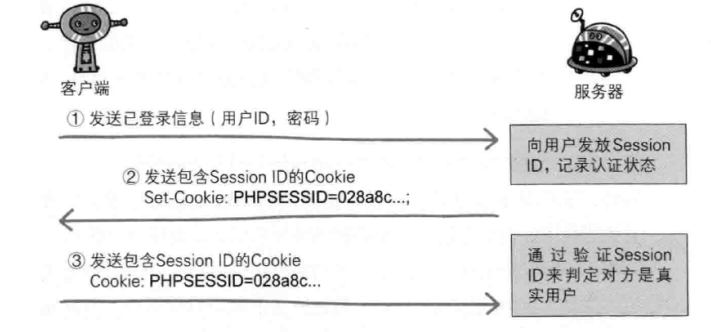 客户端
服务器
① 发送已登录信息（用户ID，密码）
向用户发放Session
ID，记录认证状态
② 发送包含Session ID的Cookie
Set-Cookie: PHPSESSID=028a8c...;
③ 发送包含Session ID的Cookie
Cookie: PHPSESSID=028a8c...
通过验证Session
ID来判定对方是真
实用户